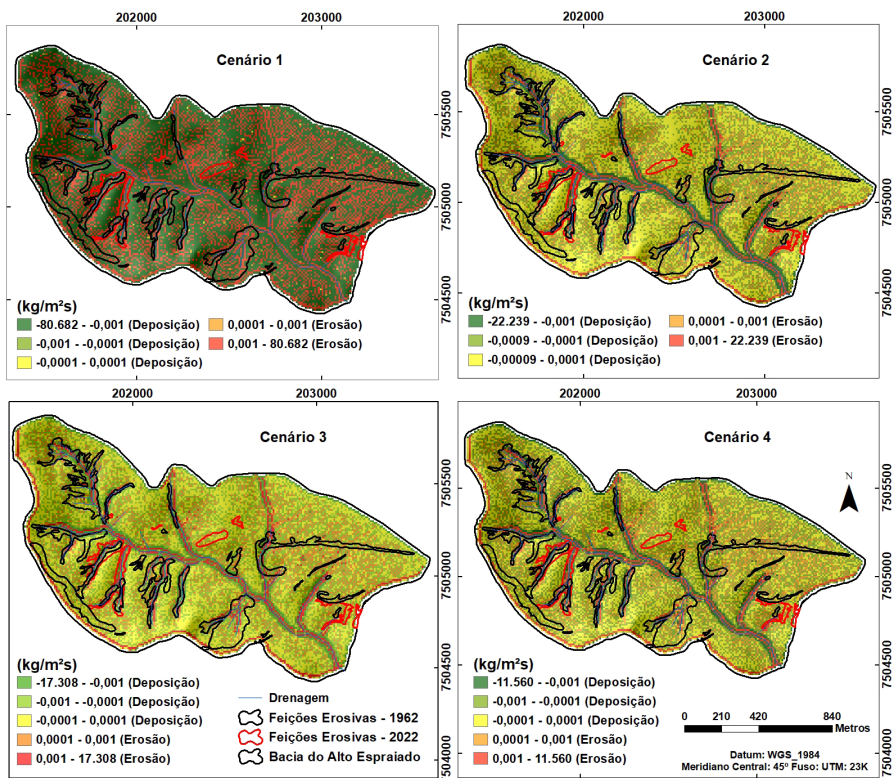 202000 203000
Cenário 1
7505500
7505000
7504500
(kg/m²s)
-80.682 - -0,001 (Deposição)
-0,001 - -0,0001 (Deposição)
-0,0001 - 0,0001 (Deposição)
0,0001 - 0,001 (Erosão)
0,001 - 80.682 (Erosão)
202000 203000
Cenário 2
7505500
7505000
7504500
(kg/m²s)
-22.239 - -0,001 (Deposição)
-0,0009 - -0,0001 (Deposição)
-0,00009 - 0,0001 (Deposição)
0,0001 - 0,001 (Erosão)
0,001 - 22.239 (Erosão)
202000 203000
Cenário 3
7505500
7505000
7504500
7504000
(kg/m²s)
-17.308 - -0,001 (Deposição)
-0,001 - -0,0001 (Deposição)
-0,0001 - 0,0001 (Deposição)
0,0001 - 0,001 (Erosão)
0,001 - 17.308 (Erosão)
Drenagem
Feições Erosivas - 1962
Feições Erosivas - 2022
Bacia do Alto Espraiado
202000 203000
Cenário 4
N
7505500
7505000
7504500
7504000
(kg/m²s)
-11.560 - -0,001 (Deposição)
-0,001 - -0,0001 (Deposição)
-0,0001 - 0,0001 (Deposição)
0,0001 - 0,001 (Erosão)
0,001 - 11.560 (Erosão)
0 210 420 840
Metros
Datum: WGS_1984
Meridiano Central: 45º Fuso: UTM: 23K